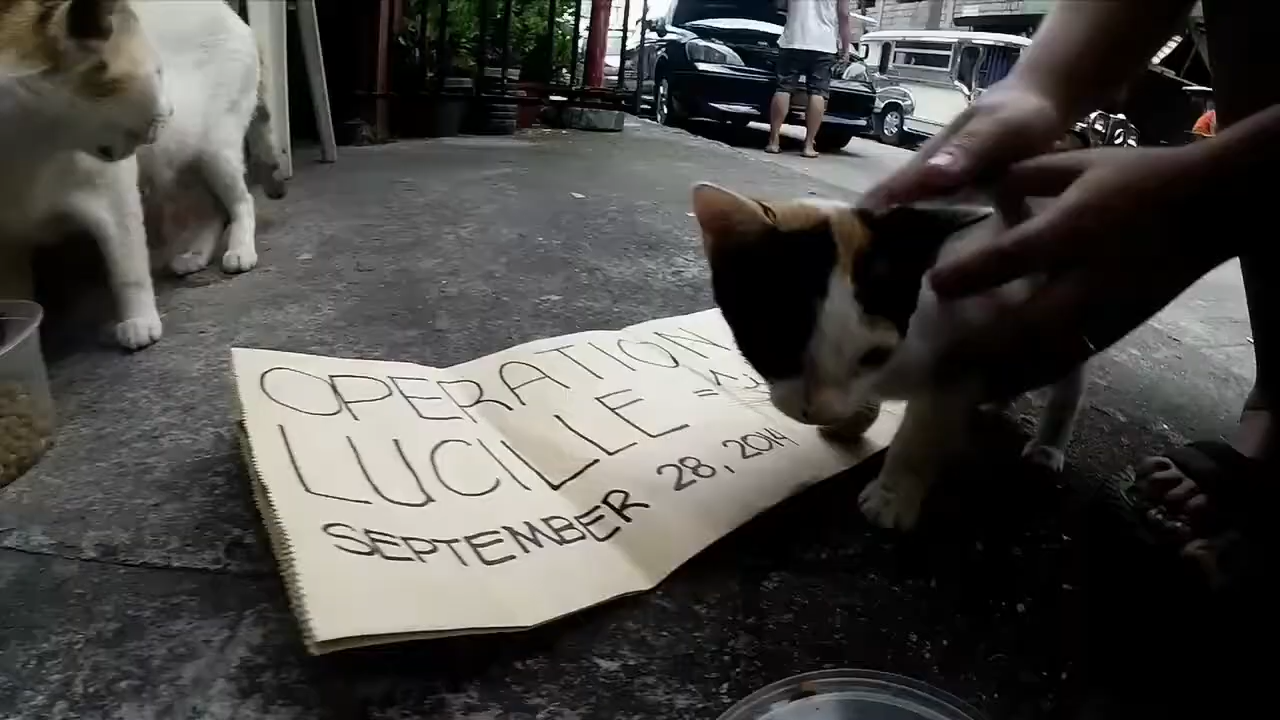 OPERATION
LUCILLE =
SEPTEMBER 28, 2014